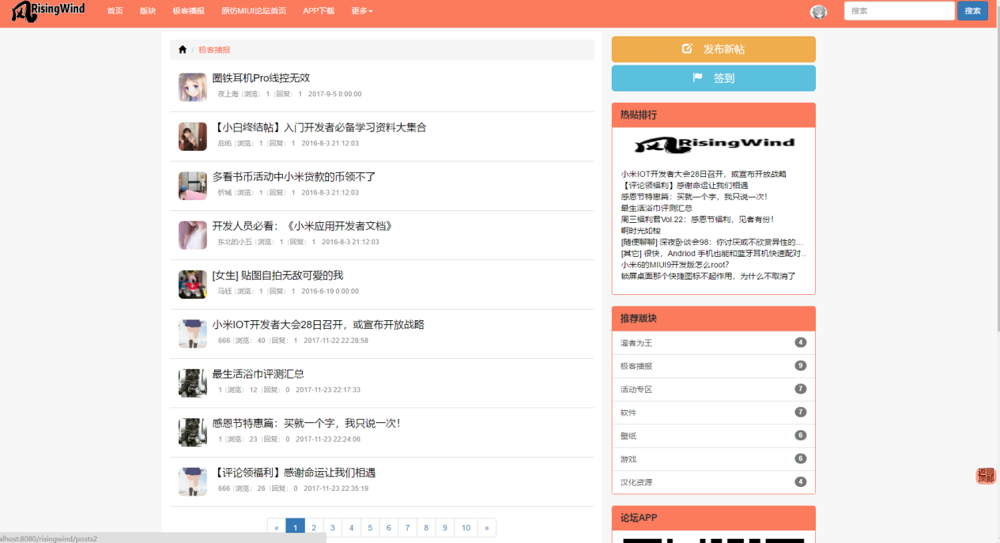 RisingWind 首页 版块 极客播报 原仿MIUI论坛首页 APP下载 更多 搜索 搜索
/ 极客播报
圈铁耳机Pro线控无效
夜上海 |浏览: 1 |回复: 1 2017-9-5 0:00:00
【小白终结帖】入门开发者必备学习资料大集合
庇佑 |浏览: 1 |回复: 1 2016-8-3 21:12:03
多看书币活动中小米贷款的币领不了
忻城 |浏览: 1 |回复: 1 2016-8-3 21:12:03
开发人员必看：《小米应用开发者文档》
东北的小五 |浏览: 1 |回复: 1 2016-8-3 21:12:03
[女生] 贴图自拍无敌可爱的我
马钰 |浏览: 1 |回复: 1 2016-6-19 0:00:00
小米IOT开发者大会28日召开，或宣布开放战略
666 |浏览: 40 |回复: 1 2017-11-22 22:28:58
最生活浴巾评测汇总
1 |浏览: 12 |回复: 0 2017-11-23 22:17:33
感恩节特惠篇：买就一个字，我只说一次！
1 |浏览: 23 |回复: 0 2017-11-23 22:24:06
【评论领福利】感谢命运让我们相遇
666 |浏览: 26 |回复: 0 2017-11-23 22:35:19
« 1 2 3 4 5 6 7 8 9 10 »
发布新帖
签到
热贴排行
RisingWind
小米IOT开发者大会28日召开，或宣布开放战略
【评论领福利】感谢命运让我们相遇
感恩节特惠篇：买就一个字，我只说一次！
最生活浴巾评测汇总
周三福利君Vol.22：感恩节福利，见者有份！
啊时光如梭
[随便聊聊] 深夜卧谈会98：你讨厌或不欣赏异性的...
[其它] 很快，Andriod 手机也能和蓝牙耳机快速配对...
小米6的MIUI9开发版怎么root?
锁屏桌面那个快捷图标不起作用，为什么不取消了
推荐版块
灌者为王 4
极客播报 9
活动专区 7
软件 7
壁纸 6
游戏 6
汉化资源 4
论坛APP
返回
顶部
alhost:8080/risingwind/posts2